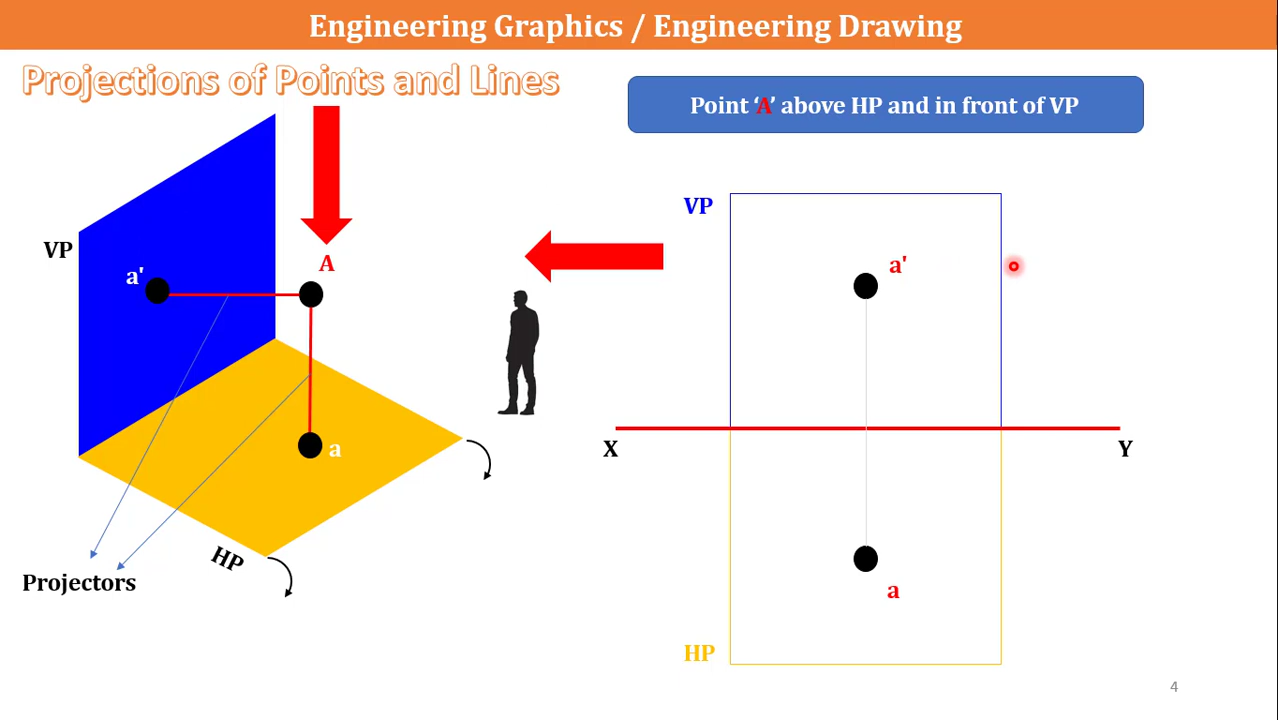 Engineering Graphics / Engineering Drawing
Projections of Points and Lines
Point ‘A’ above HP and in front of VP
VP
a'
A
a
HP
Projectors
VP
a'
X
Y
a
HP
4